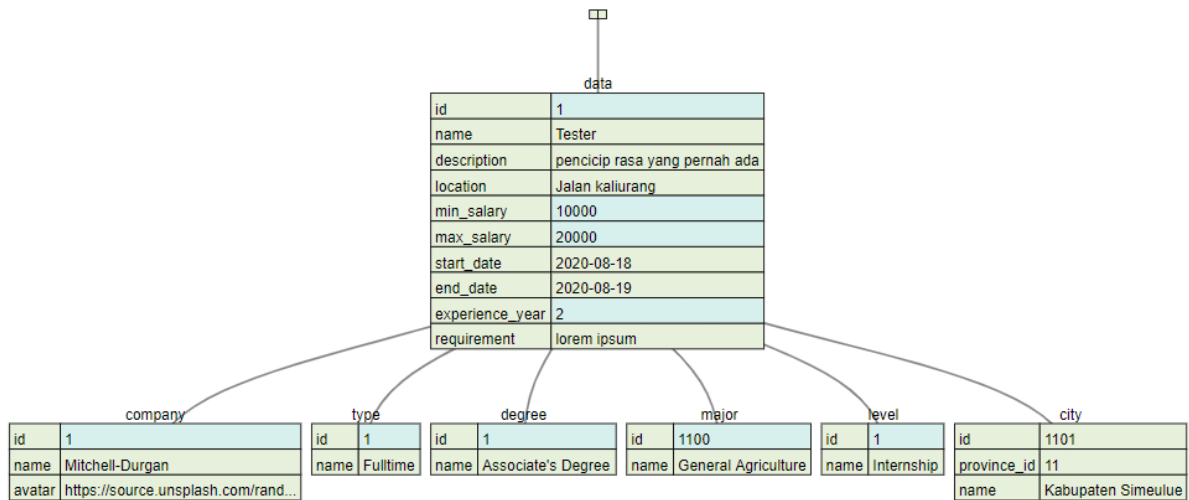 data
id 1
name Tester
description pencicip rasa yang pernah ada
location Jalan kaliurang
min_salary 10000
max_salary 20000
start_date 2020-08-18
end_date 2020-08-19
experience_year 2
requirement lorem ipsum
company
id 1
name Mitchell-Durgan
avatar https://source.unsplash.com/rand...
type
id 1
name Fulltime
degree
id 1
name Associate's Degree
major
id 1100
name General Agriculture
level
id 1
name Internship
city
id 1101
province_id 11
name Kabupaten Simeulue